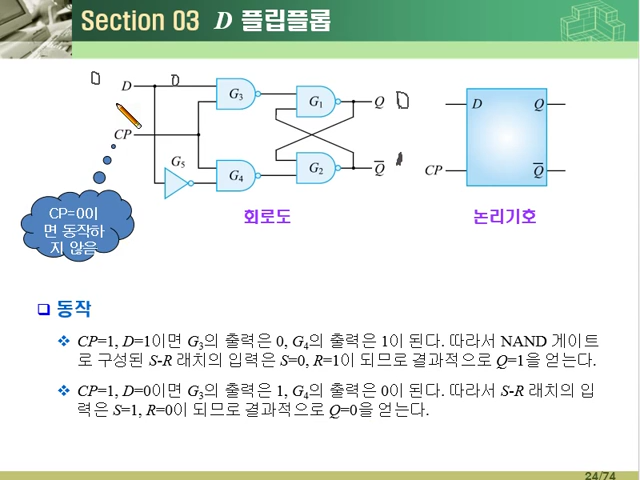 Section 03 D 플립플롭
0 D D G3 G1 Q 0 D Q
CP G5 G4 G2 Q̅ 1 CP Q̅
CP=0이
면 동작하
지 않음
회로도 논리기호
동작
CP=1, D=1이면 G3의 출력은 0, G4의 출력은 1이 된다. 따라서 NAND 게이트
로 구성된 S-R 래치의 입력은 S=0, R=1이 되므로 결과적으로 Q=1을 얻는다.
CP=1, D=0이면 G3의 출력은 1, G4의 출력은 0이 된다. 따라서 S-R 래치의 입
력은 S=1, R=0이 되므로 결과적으로 Q=0을 얻는다.
24/74